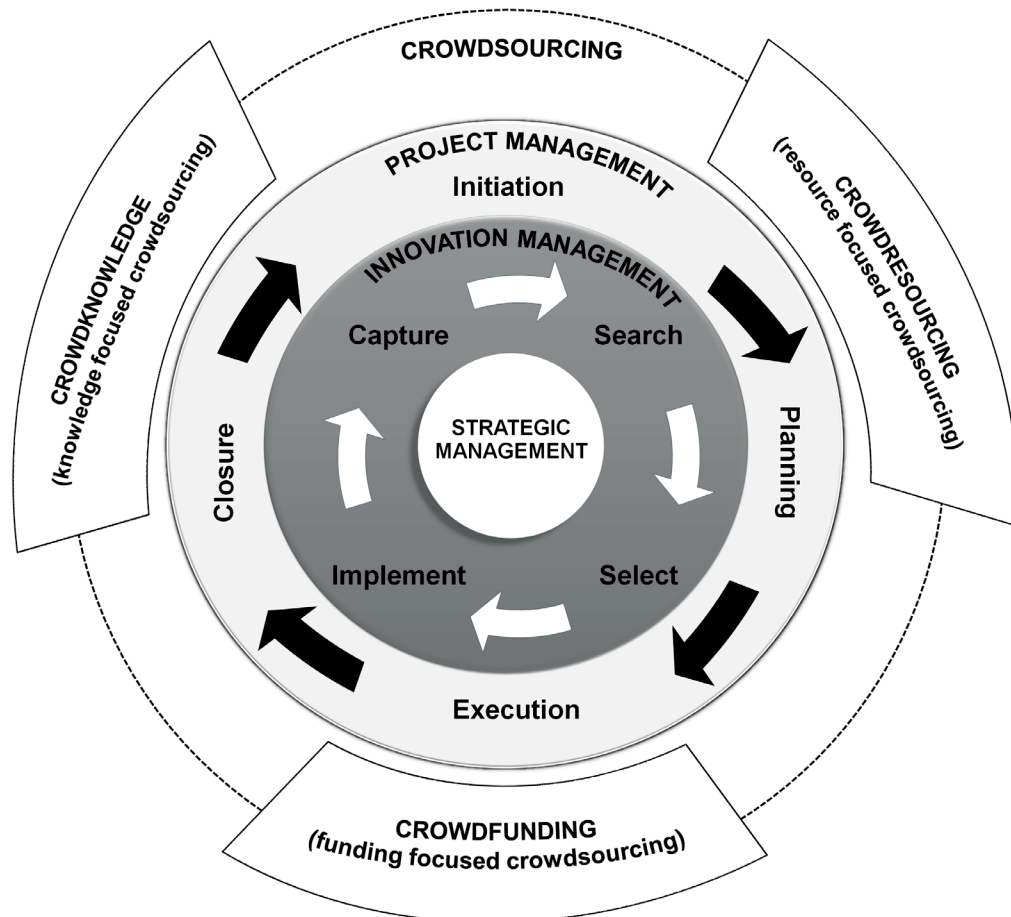 CROWDSOURCING
CROWDKNOWLEDGE
(knowledge focused crowdsourcing)
CROWDRESOURCING
(resource focused crowdsourcing)
PROJECT MANAGEMENT
Initiation
INNOVATION MANAGEMENT
Capture
Search
STRATEGIC
MANAGEMENT
Closure
Planning
Implement
Select
Execution
CROWDFUNDING
(funding focused crowdsourcing)